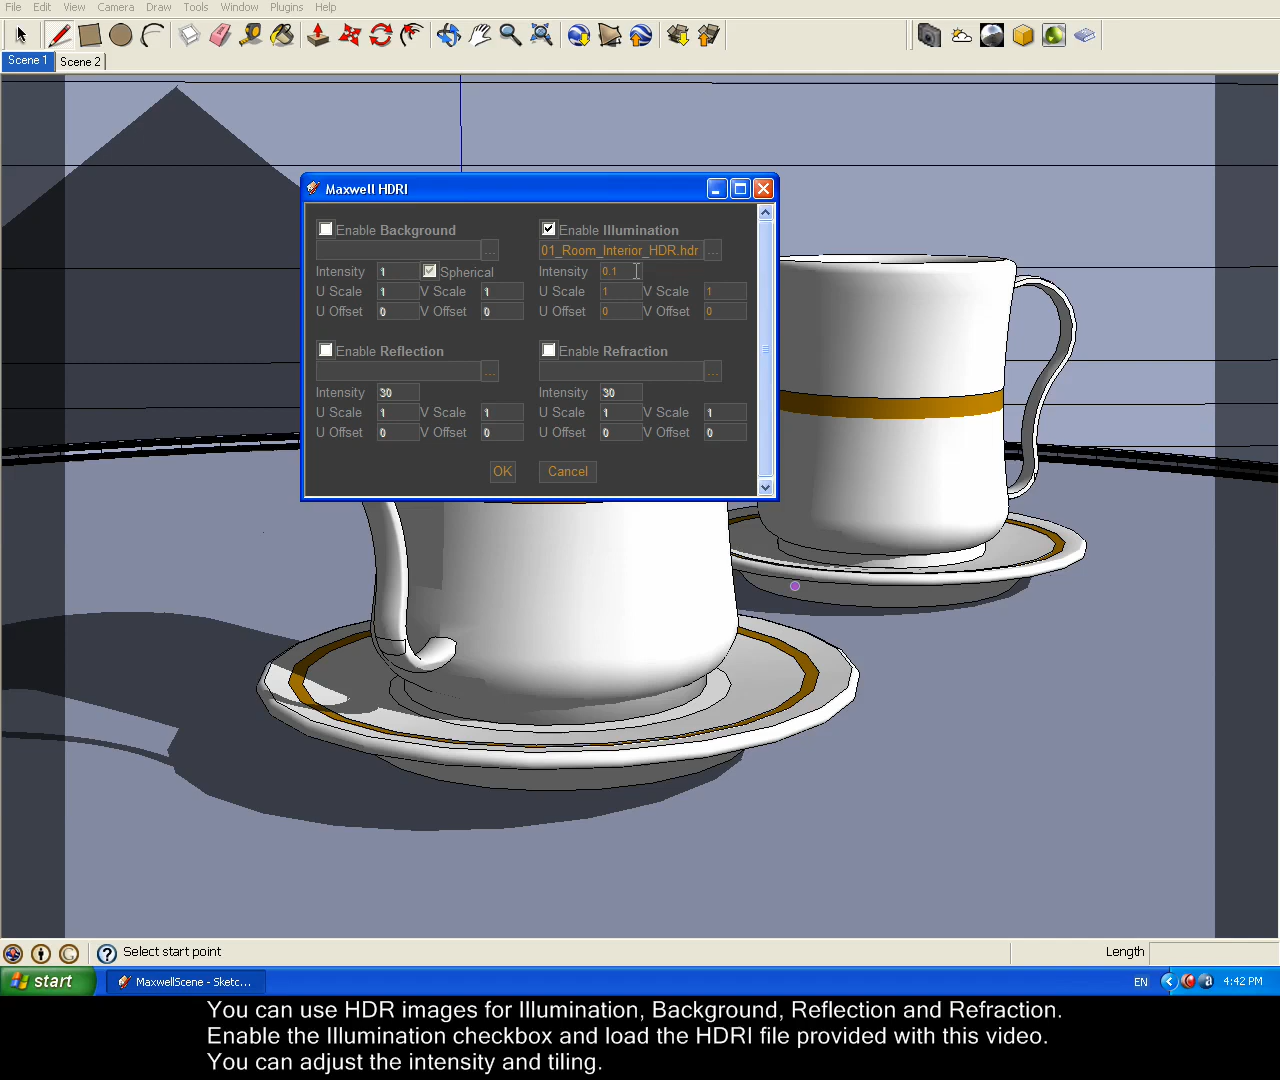 File Edit View Camera Draw Tools Window Plugins Help
Scene 1 Scene 2
Maxwell HDRI
Enable Background Enable Illumination
... 01_Room_Interior_HDR.hdr ...
Intensity 1 Spherical Intensity 0.1
U Scale 1 V Scale 1 U Scale 1 V Scale 1
U Offset 0 V Offset 0 U Offset 0 V Offset 0
Enable Reflection Enable Refraction
... ...
Intensity 30 Intensity 30
U Scale 1 V Scale 1 U Scale 1 V Scale 1
U Offset 0 V Offset 0 U Offset 0 V Offset 0
OK Cancel
Select start point Length
start MaxwellScene - Sketc... EN 4:42 PM
You can use HDR images for Illumination, Background, Reflection and Refraction.
Enable the Illumination checkbox and load the HDRI file provided with this video.
You can adjust the intensity and tiling.